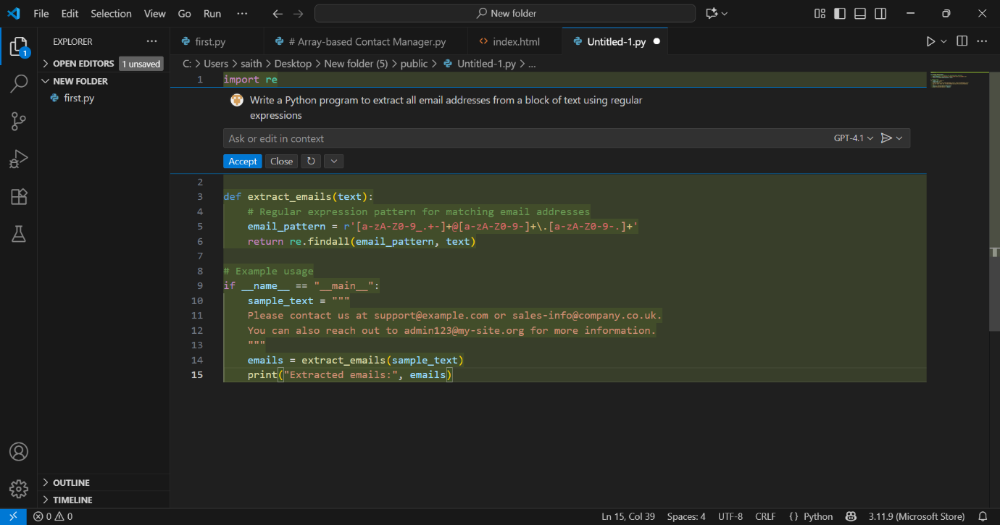 File Edit Selection View Go Run ··· New folder
EXPLORER ···
OPEN EDITORS 1 unsaved
NEW FOLDER
first.py
OUTLINE
TIMELINE
1
first.py # Array-based Contact Manager.py index.html Untitled-1.py
C: > Users > saith > Desktop > New folder (5) > public > Untitled-1.py > ...
1 import re
Write a Python program to extract all email addresses from a block of text using regular
expressions
Ask or edit in context GPT-4.1
Accept Close
2
3 def extract_emails(text):
4 # Regular expression pattern for matching email addresses
5 email_pattern = r'[a-zA-Z0-9_.+-]+@[a-zA-Z0-9-]+\.[a-zA-Z0-9-.]+'
6 return re.findall(email_pattern, text)
7
8 # Example usage
9 if __name__ == "__main__":
10 sample_text = """
11 Please contact us at support@example.com or sales-info@company.co.uk.
12 You can also reach out to admin123@my-site.org for more information.
13 """
14 emails = extract_emails(sample_text)
15 print("Extracted emails:", emails)
0 0 Ln 15, Col 39 Spaces: 4 UTF-8 CRLF {} Python 3.11.9 (Microsoft Store)